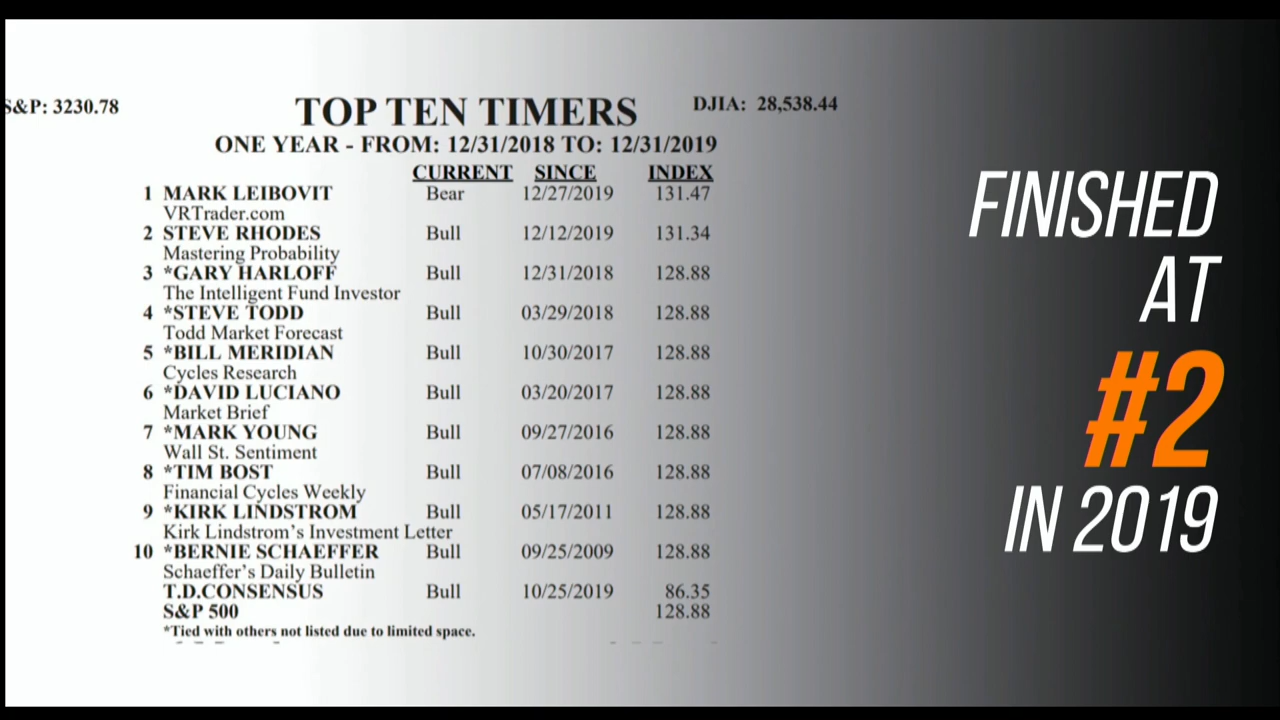 S&P: 3230.78
TOP TEN TIMERS
DJIA: 28,538.44
ONE YEAR - FROM: 12/31/2018 TO: 12/31/2019
CURRENT SINCE INDEX
1 MARK LEIBOVIT Bear 12/27/2019 131.47
VRTrader.com
2 STEVE RHODES Bull 12/12/2019 131.34
Mastering Probability
3 *GARY HARLOFF Bull 12/31/2018 128.88
The Intelligent Fund Investor
4 *STEVE TODD Bull 03/29/2018 128.88
Todd Market Forecast
5 *BILL MERIDIAN Bull 10/30/2017 128.88
Cycles Research
6 *DAVID LUCIANO Bull 03/20/2017 128.88
Market Brief
7 *MARK YOUNG Bull 09/27/2016 128.88
Wall St. Sentiment
8 *TIM BOST Bull 07/08/2016 128.88
Financial Cycles Weekly
9 *KIRK LINDSTROM Bull 05/17/2011 128.88
Kirk Lindstrom's Investment Letter
10 *BERNIE SCHAEFFER Bull 09/25/2009 128.88
Schaeffer's Daily Bulletin
T.D.CONSENSUS Bull 10/25/2019 86.35
S&P 500 128.88
*Tied with others not listed due to limited space.
FINISHED
AT
#2
IN 2019